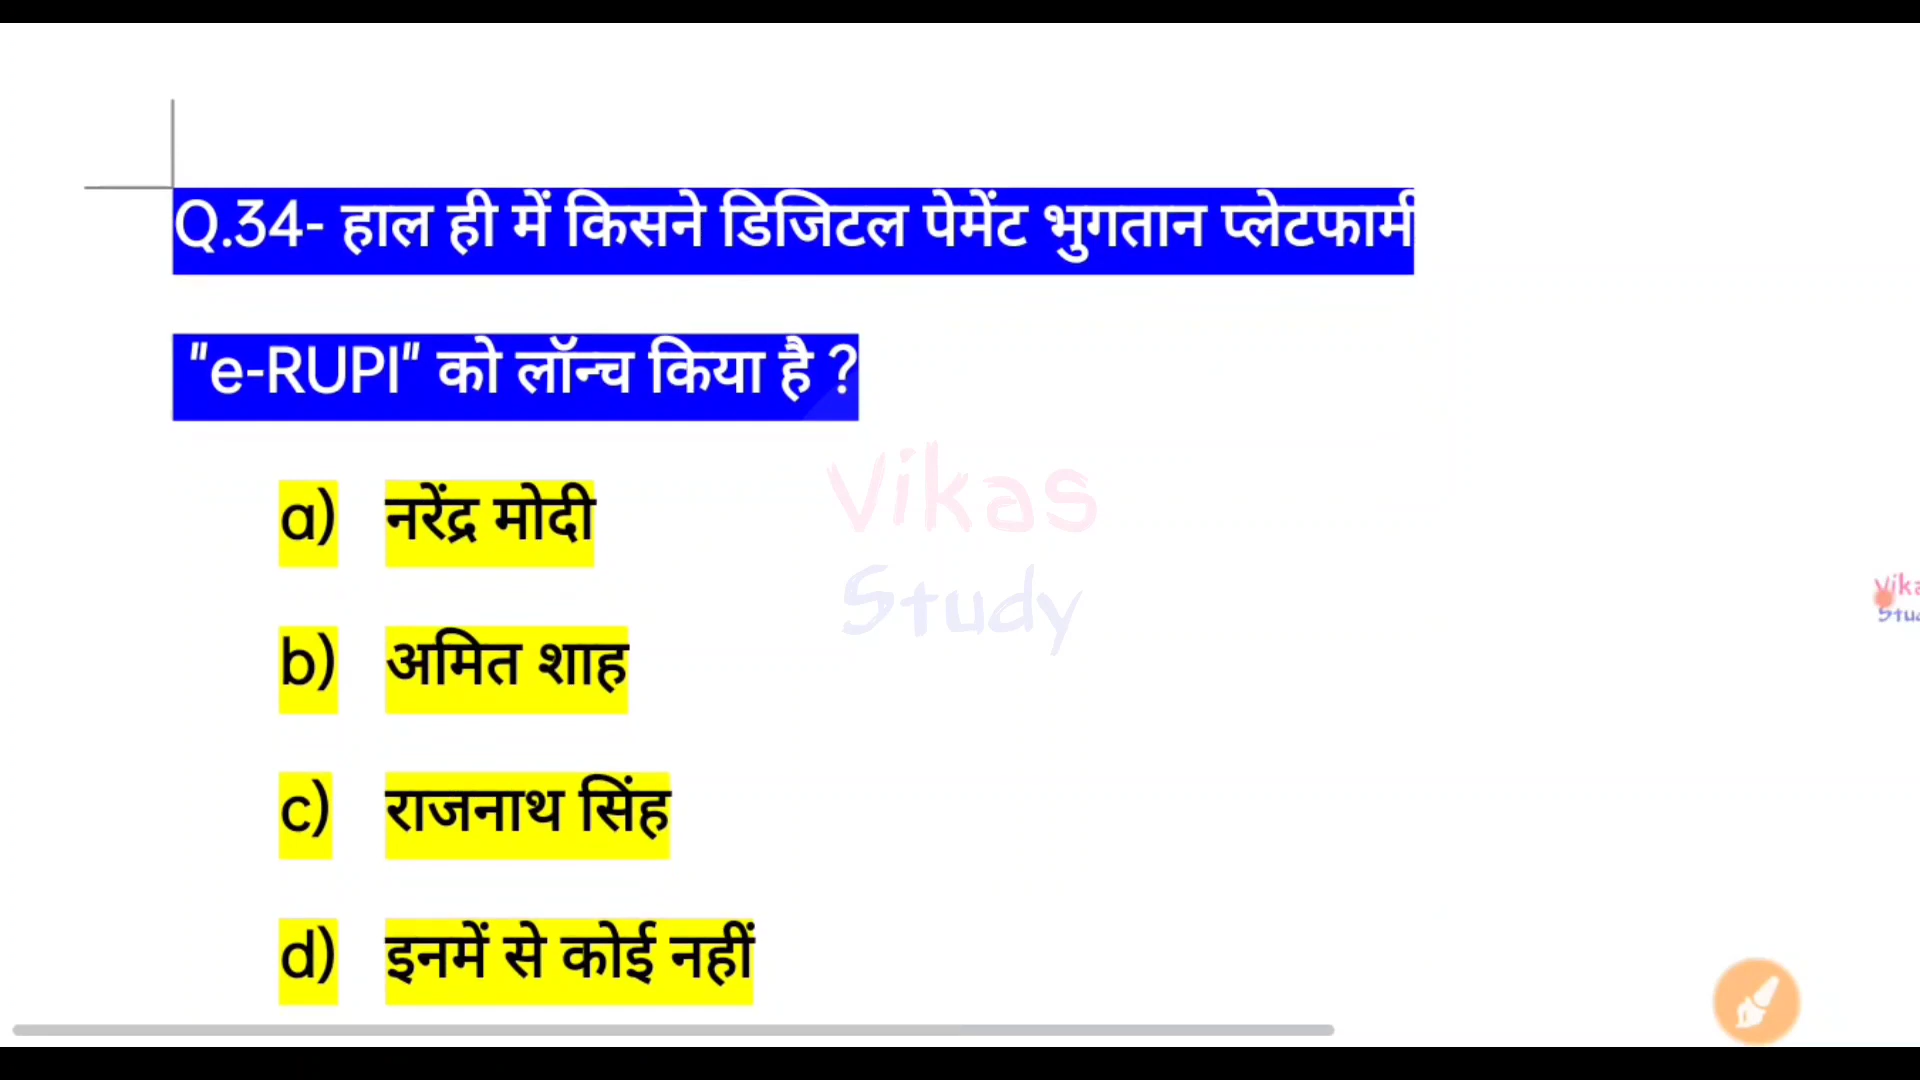 Q.34- हाल ही में किसने डिजिटल पेमेंट भुगतान प्लेटफार्म
"e-RUPI" को लॉन्च किया है ?
a) नरेंद्र मोदी
Vikas
Study
b) अमित शाह
c) राजनाथ सिंह
d) इनमें से कोई नहीं